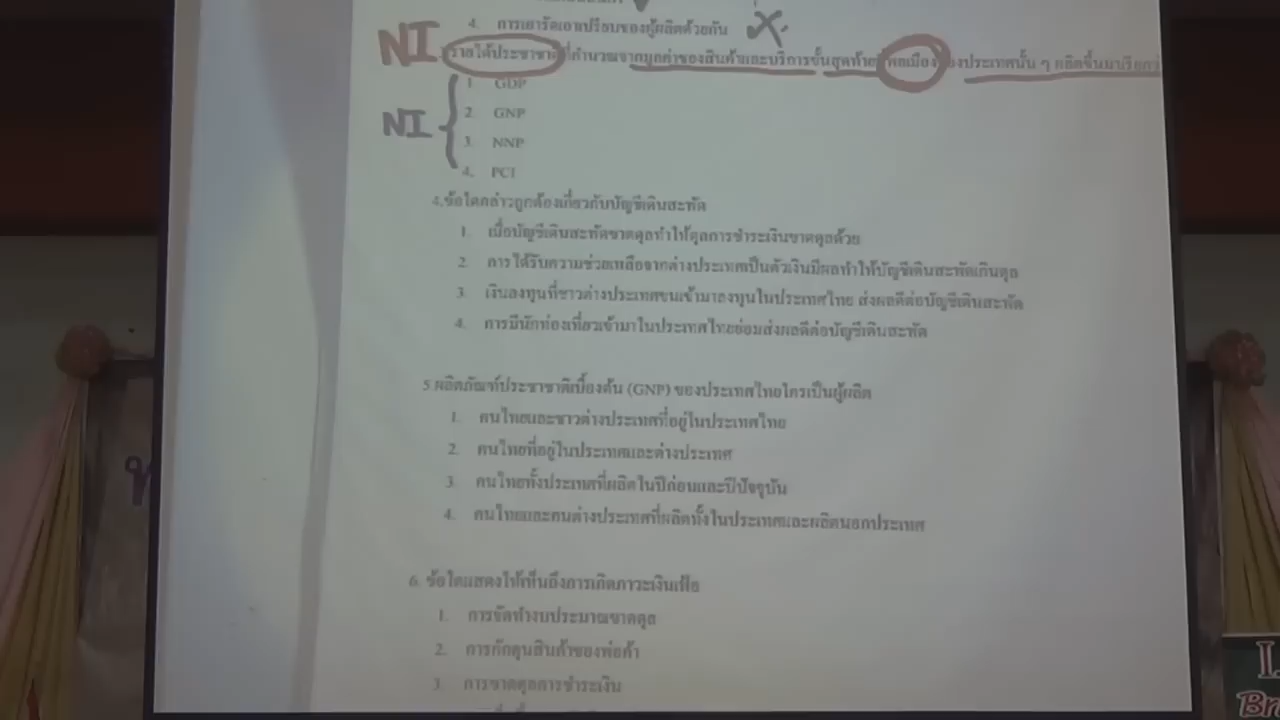 4. การเอารัดเอาเปรียบของผู้ผลิตด้วยกัน X
NI รายได้ประชาชาติที่คำนวณจากมูลค่าของสินค้าและบริการขั้นสุดท้ายที่พลเมืองของประเทศนั้น ๆ ผลิตขึ้นมาเรียกว่า
1. GDP
NI 2. GNP
3. NNP
4. PCI
4.ข้อใดกล่าวถูกต้องเกี่ยวกับบัญชีเดินสะพัด
1. เมื่อบัญชีเดินสะพัดขาดดุลทำให้ดุลการชำระเงินขาดดุลด้วย
2. การได้รับความช่วยเหลือจากต่างประเทศเป็นตัวเงินมีผลทำให้บัญชีเดินสะพัดเกินดุล
3. เงินลงทุนที่ชาวต่างประเทศขนเข้ามาลงทุนในประเทศไทย ส่งผลดีต่อบัญชีเดินสะพัด
4. การมีนักท่องเที่ยวเข้ามาในประเทศไทยย่อมส่งผลดีต่อบัญชีเดินสะพัด
5.ผลิตภัณฑ์ประชาชาติเบื้องต้น (GNP) ของประเทศไทยใครเป็นผู้ผลิต
1. คนไทยและชาวต่างประเทศที่อยู่ในประเทศไทย
2. คนไทยที่อยู่ในประเทศและต่างประเทศ
3. คนไทยทั้งประเทศที่ผลิตในปีก่อนและปีปัจจุบัน
4. คนไทยและคนต่างประเทศที่ผลิตทั้งในประเทศและผลิตนอกประเทศ
6. ข้อใดแสดงให้เห็นถึงการเกิดภาวะเงินเฟ้อ
1. การจัดทำงบประมาณขาดดุล
2. การกักตุนสินค้าของพ่อค้า
3. การขาดดุลการชำระเงิน